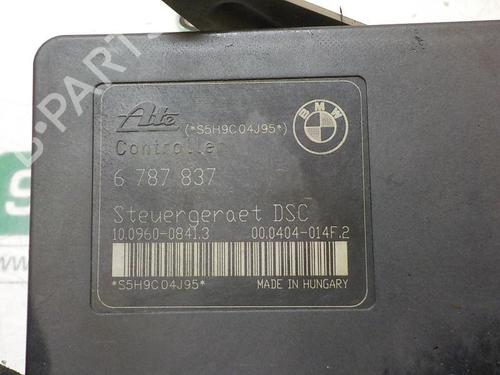 D-PARTS
Ate
(*S5H9C04J95*)
BMW
Controller
6 787 837
Steuergeraet DSC
10.0960-0841.3 00.0404-014F.2
*S5H9C04J95* MADE IN HUNGARY